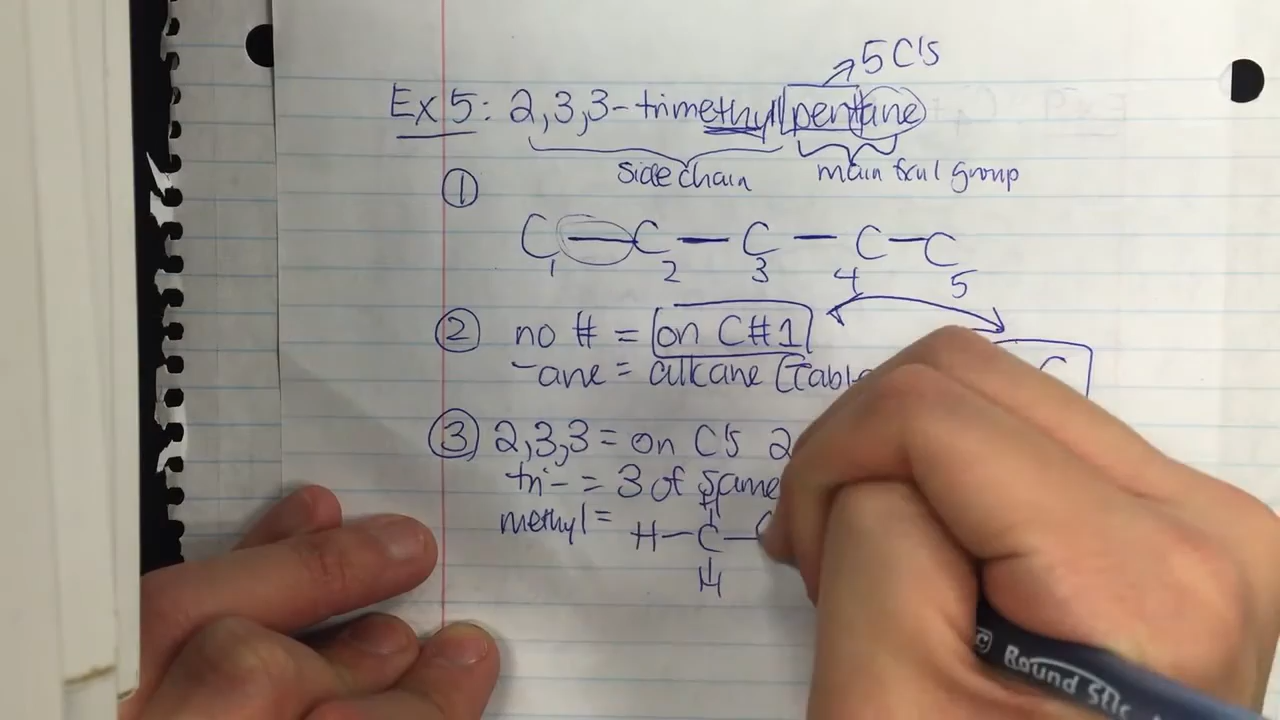 5 C's
Ex 5: 2,3,3-trimethylpentane
side chain main fcnl group
①
C — C — C — C — C
1 2 3 4 5
② no # = on C#1
-ane = alkane (Table
C
③ 2,3,3 = on C's 2
tri- = 3 of same
methyl = H-C-
H
© Round Stic